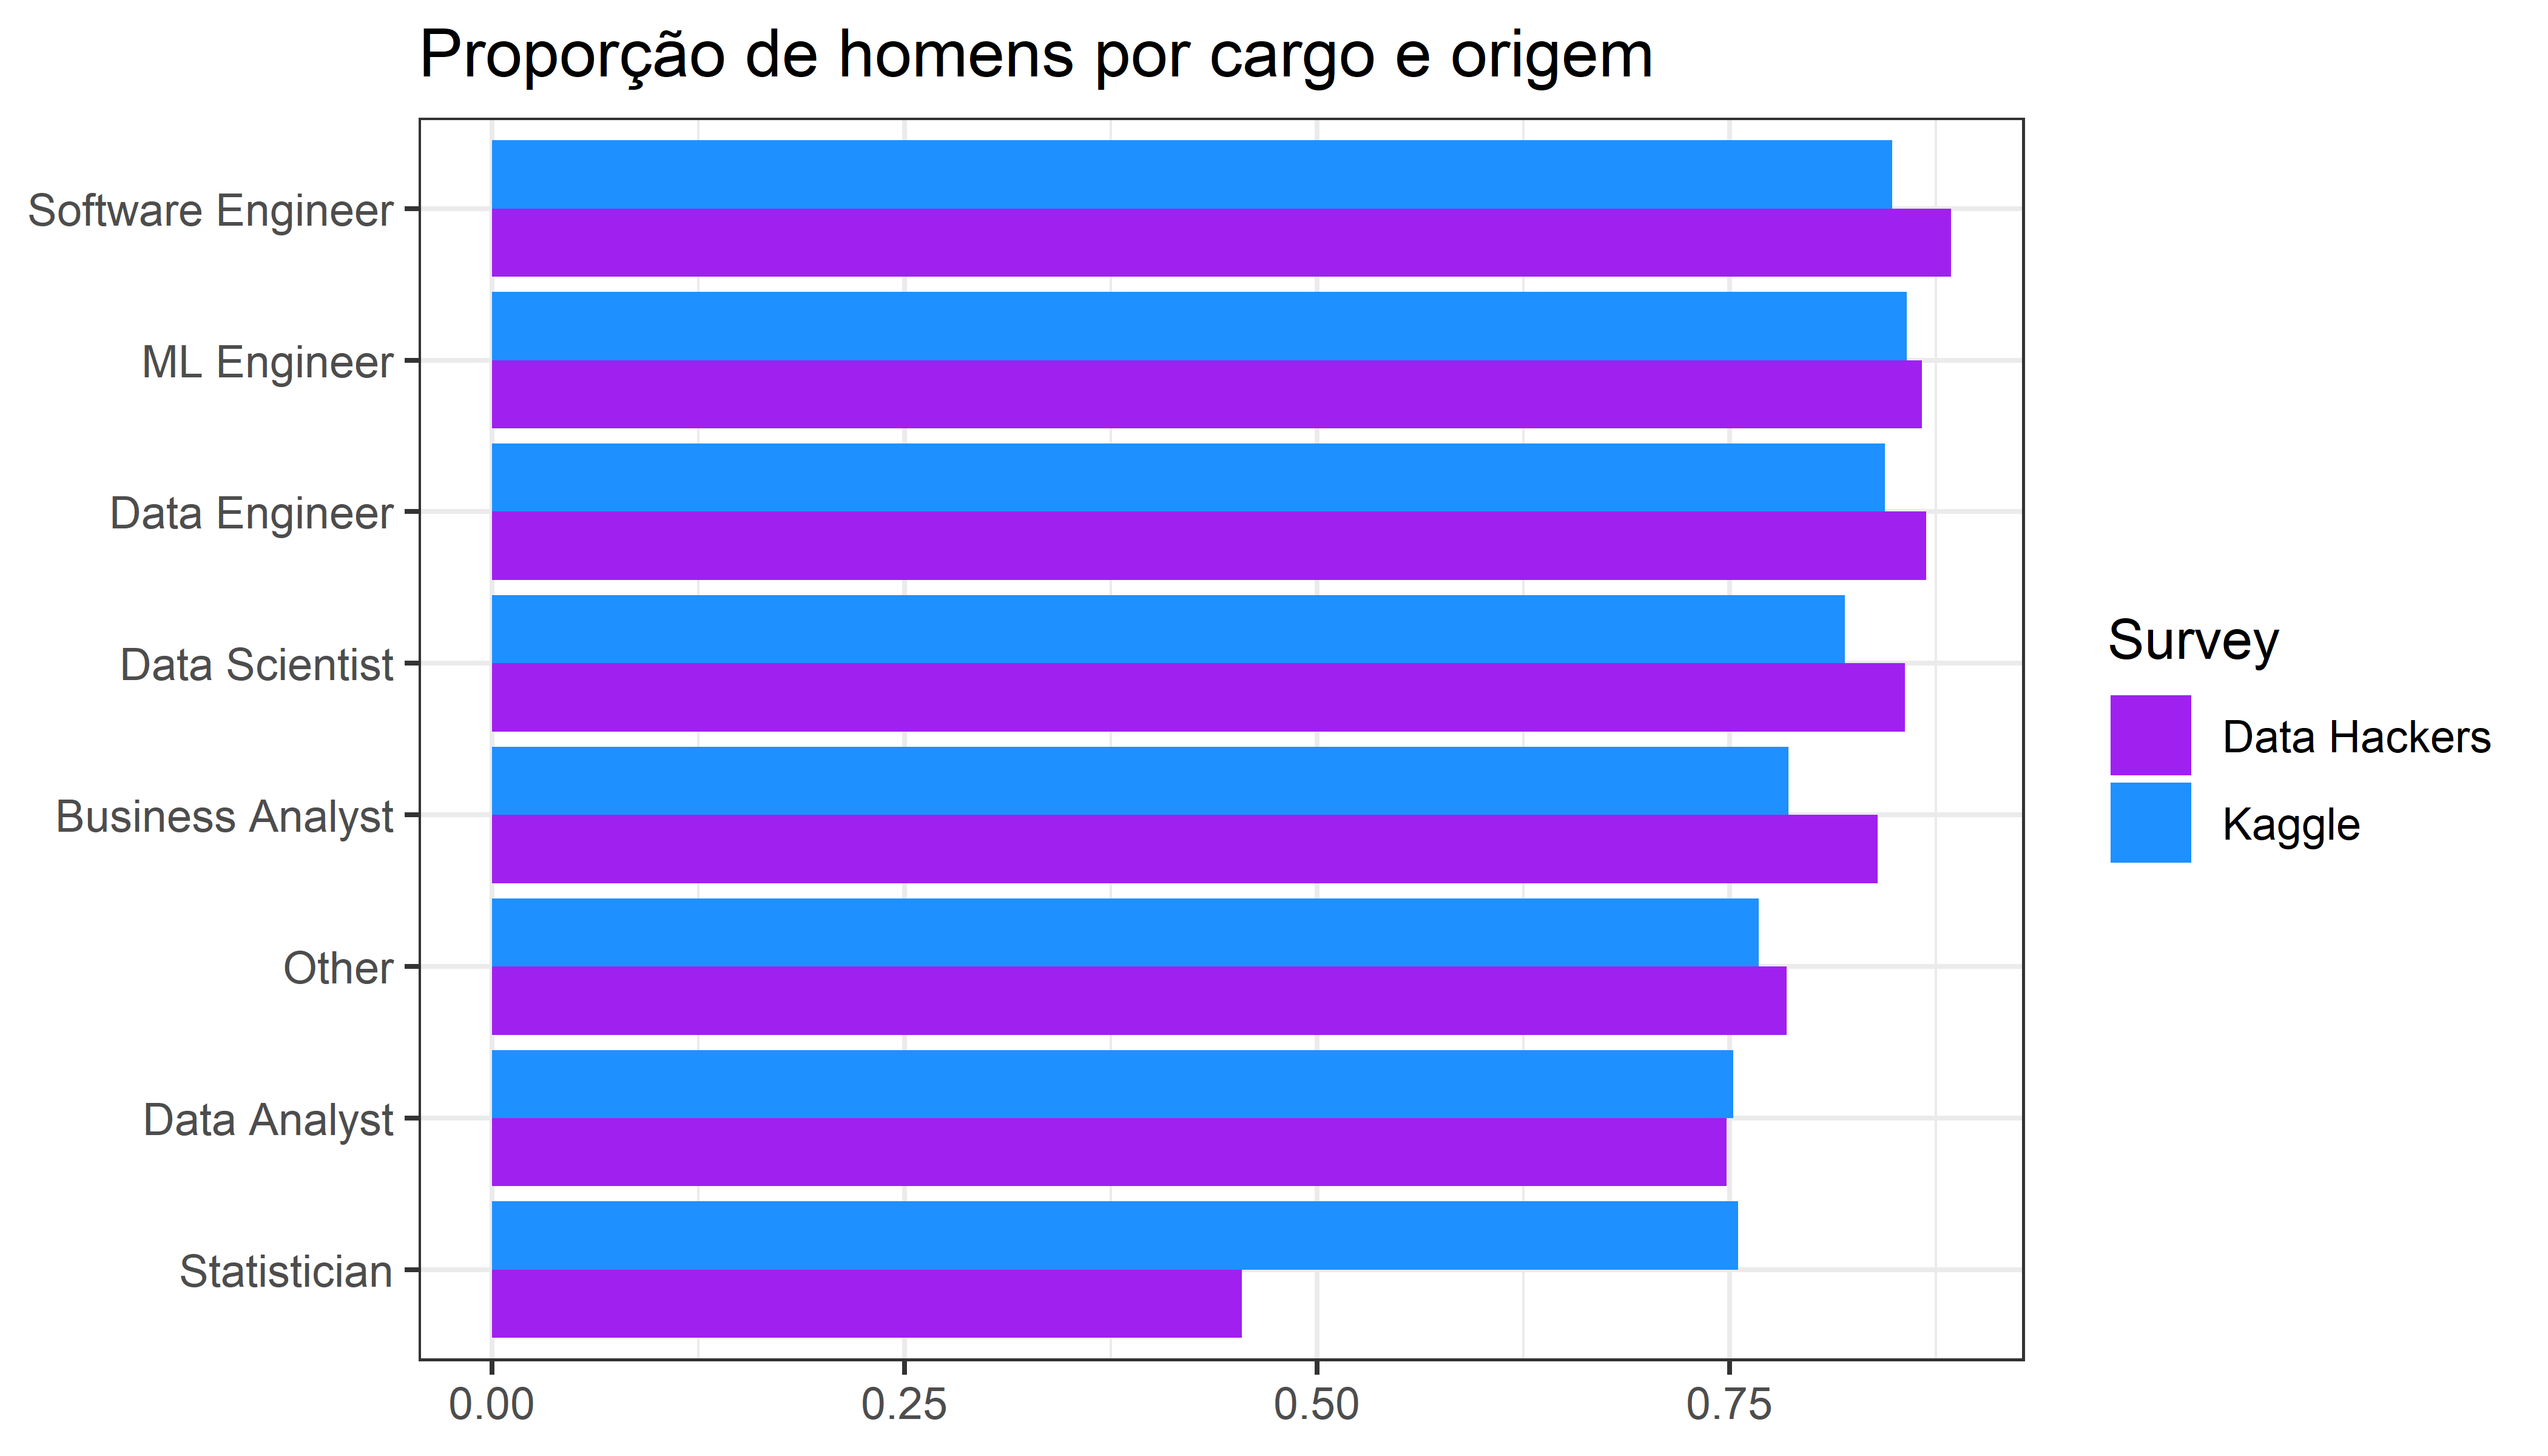 Proporção de homens por cargo e origem
Software Engineer
ML Engineer
Data Engineer
Data Scientist
Business Analyst
Other
Data Analyst
Statistician
0.00 0.25 0.50 0.75
Survey
Data Hackers
Kaggle